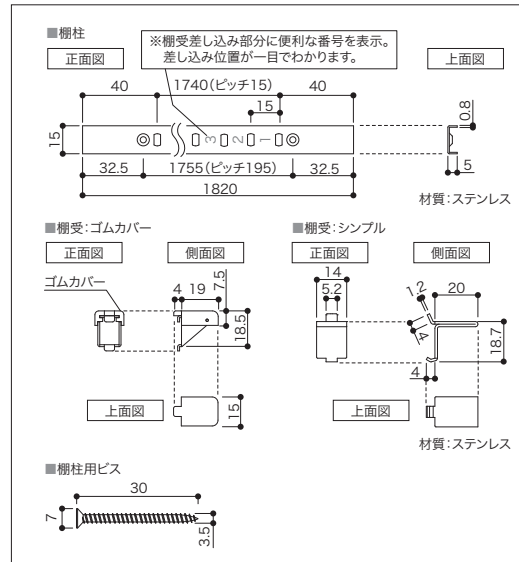 ■棚柱
※棚受差し込み部分に便利な番号を表示。
差し込み位置が一目でわかります。
正面図
上面図
40
1740(ピッチ15)
40
15
0.8
15
3 2 1
5
32.5
1755(ピッチ195)
32.5
1820
材質:ステンレス
■棚受:ゴムカバー
正面図
側面図
ゴムカバー
4
19
7.5
18.5
上面図
15
■棚受:シンプル
正面図
側面図
14
5.2
1.2
20
4
18.7
4
上面図
材質:ステンレス
■棚柱用ビス
30
7
3.5